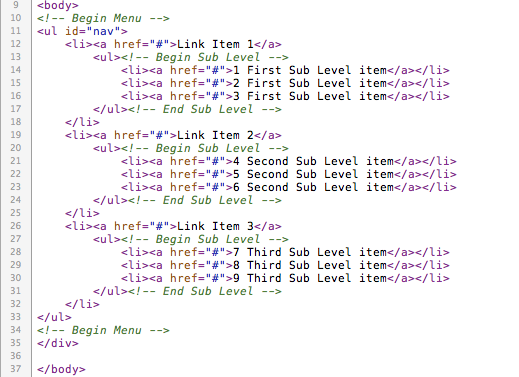 9 <body>
10 <!-- Begin Menu -->
11 <ul id="nav">
12     <li><a href="#">Link Item 1</a>
13         <ul><!-- Begin Sub Level -->
14             <li><a href="#">1 First Sub Level item</a></li>
15             <li><a href="#">2 First Sub Level item</a></li>
16             <li><a href="#">3 First Sub Level item</a></li>
17         </ul><!-- End Sub Level -->
18     </li>
19     <li><a href="#">Link Item 2</a>
20         <ul><!-- Begin Sub Level -->
21             <li><a href="#">4 Second Sub Level item</a></li>
22             <li><a href="#">5 Second Sub Level item</a></li>
23             <li><a href="#">6 Second Sub Level item</a></li>
24         </ul><!-- End Sub Level -->
25     </li>
26     <li><a href="#">Link Item 3</a>
27         <ul><!-- Begin Sub Level -->
28             <li><a href="#">7 Third Sub Level item</a></li>
29             <li><a href="#">8 Third Sub Level item</a></li>
30             <li><a href="#">9 Third Sub Level item</a></li>
31         </ul><!-- End Sub Level -->
32     </li>
33 </ul>
34 <!-- Begin Menu -->
35 </div>
36
37 </body>